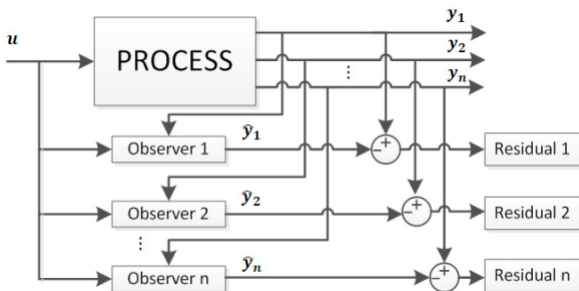 y₁
u
y₂
PROCESS
⋮
yₙ
ŷ₁
Observer 1
- +
Residual 1
ŷ₂
Observer 2
- +
Residual 2
⋮
ŷₙ
Observer n
- +
Residual n